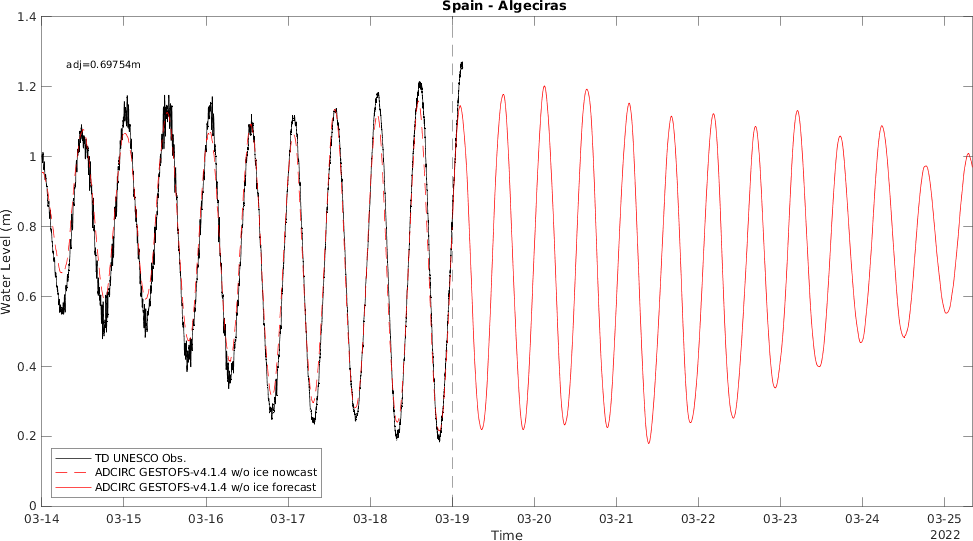 Spain - Algeciras
1.4
1.2
1
0.8
0.6
0.4
0.2
0
Water Level (m)
adj=0.69754m
TD UNESCO Obs.
ADCIRC GESTOFS-v4.1.4 w/o ice nowcast
ADCIRC GESTOFS-v4.1.4 w/o ice forecast
03-14 03-15 03-16 03-17 03-18 03-19 03-20 03-21 03-22 03-23 03-24 03-25
2022
Time